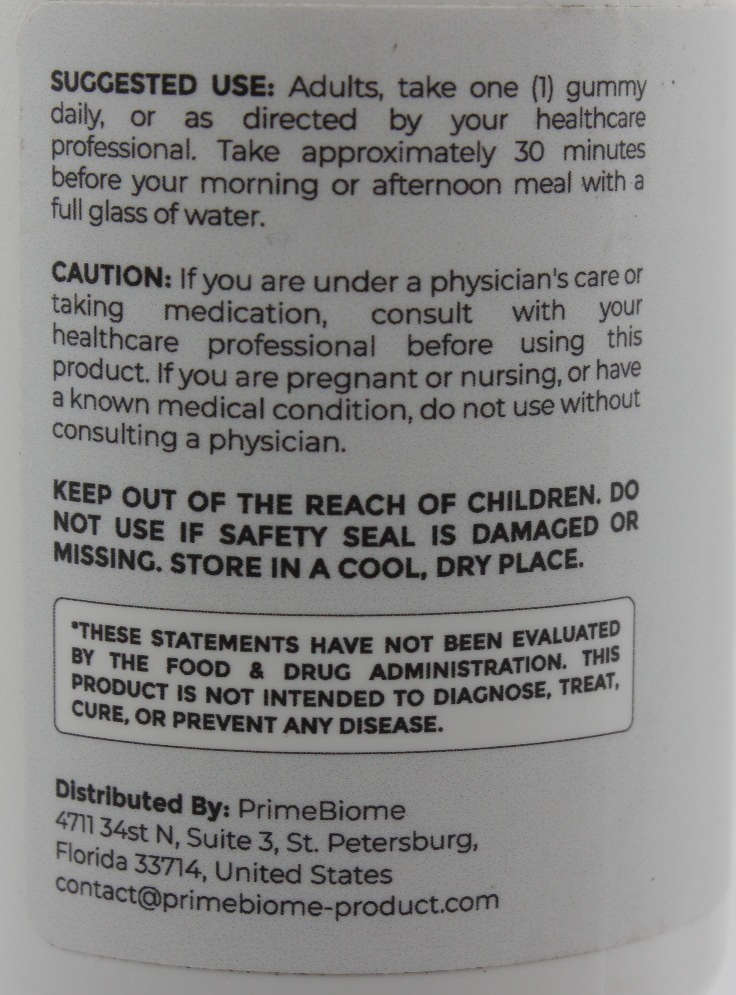 SUGGESTED USE: Adults, take one (1) gummy
daily, or as directed by your healthcare
professional. Take approximately 30 minutes
before your morning or afternoon meal with a
full glass of water.
CAUTION: If you are under a physician's care or
taking medication, consult with your
healthcare professional before using this
product. If you are pregnant or nursing, or have
a known medical condition, do not use without
consulting a physician.
KEEP OUT OF THE REACH OF CHILDREN. DO
NOT USE IF SAFETY SEAL IS DAMAGED OR
MISSING. STORE IN A COOL, DRY PLACE.
*THESE STATEMENTS HAVE NOT BEEN EVALUATED
BY THE FOOD & DRUG ADMINISTRATION. THIS
PRODUCT IS NOT INTENDED TO DIAGNOSE, TREAT,
CURE, OR PREVENT ANY DISEASE.
Distributed By: PrimeBiome
4711 34st N, Suite 3, St. Petersburg,
Florida 33714, United States
contact@primebiome-product.com